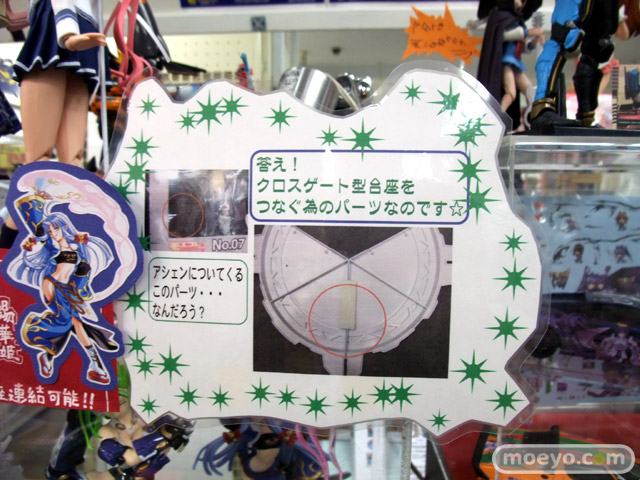 答え！
クロスゲート型台座を
つなぐ為のパーツなのです☆
No.07
アシェンについてくる
このパーツ・・・
なんだろう？
華姫
連結可能!!
moeyo.com